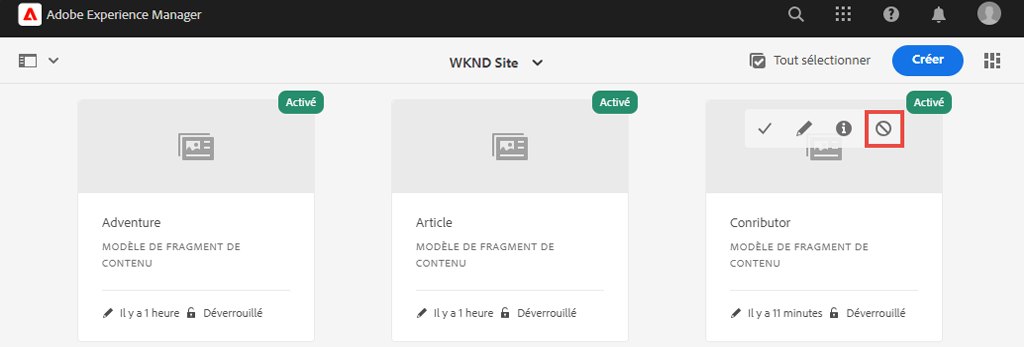 Adobe Experience Manager
WKND Site
Tout sélectionner
Créer
Activé
Activé
Activé
Adventure
MODÈLE DE FRAGMENT DE
CONTENU
Il y a 1 heure Déverrouillé
Article
MODÈLE DE FRAGMENT DE
CONTENU
Il y a 1 heure Déverrouillé
Conributor
MODÈLE DE FRAGMENT DE
CONTENU
Il y a 11 minutes Déverrouillé